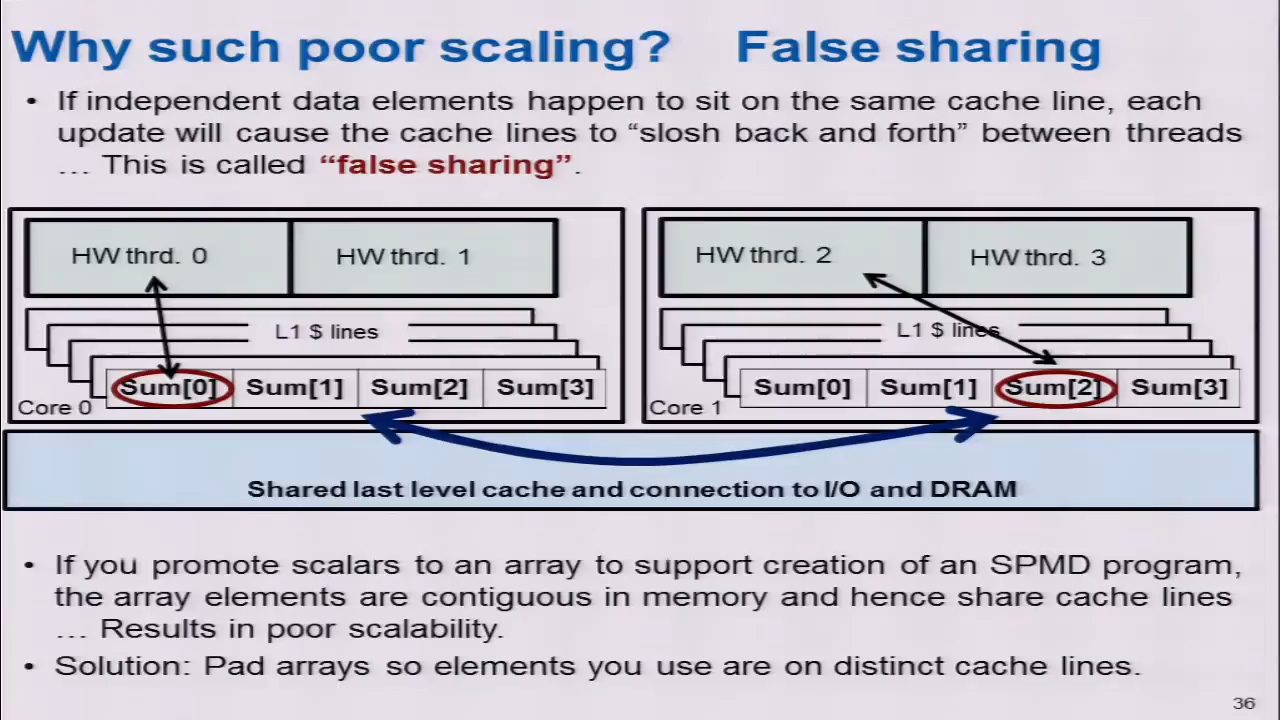 Why such poor scaling? False sharing
• If independent data elements happen to sit on the same cache line, each
update will cause the cache lines to “slosh back and forth” between threads
… This is called “false sharing”.
HW thrd. 0
HW thrd. 1
HW thrd. 2
HW thrd. 3
L1 $ lines
L1 $ lines
Sum[0] Sum[1] Sum[2] Sum[3]
Sum[0] Sum[1] Sum[2] Sum[3]
Core 0
Core 1
Shared last level cache and connection to I/O and DRAM
• If you promote scalars to an array to support creation of an SPMD program,
the array elements are contiguous in memory and hence share cache lines
… Results in poor scalability.
• Solution: Pad arrays so elements you use are on distinct cache lines.
36